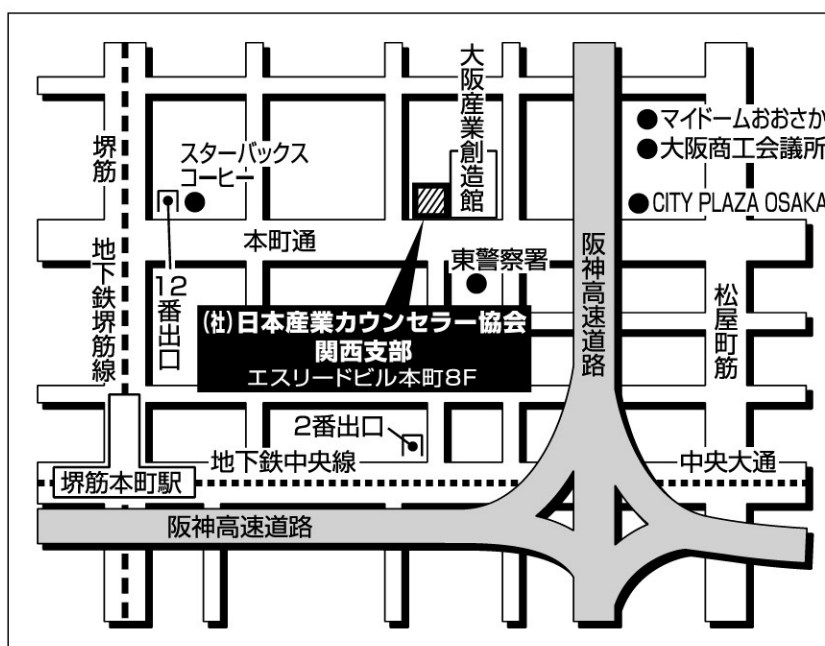 堺筋
地下鉄堺筋線
スターバックス
コーヒー
12番出口
本町通
大阪産業創造館
東警察署
(社)日本産業カウンセラー協会
関西支部
エスリードビル本町8F
阪神高速道路
マイドームおおさか
大阪商工会議所
CITY PLAZA OSAKA
松屋町筋
2番出口
地下鉄中央線
中央大通
堺筋本町駅
阪神高速道路